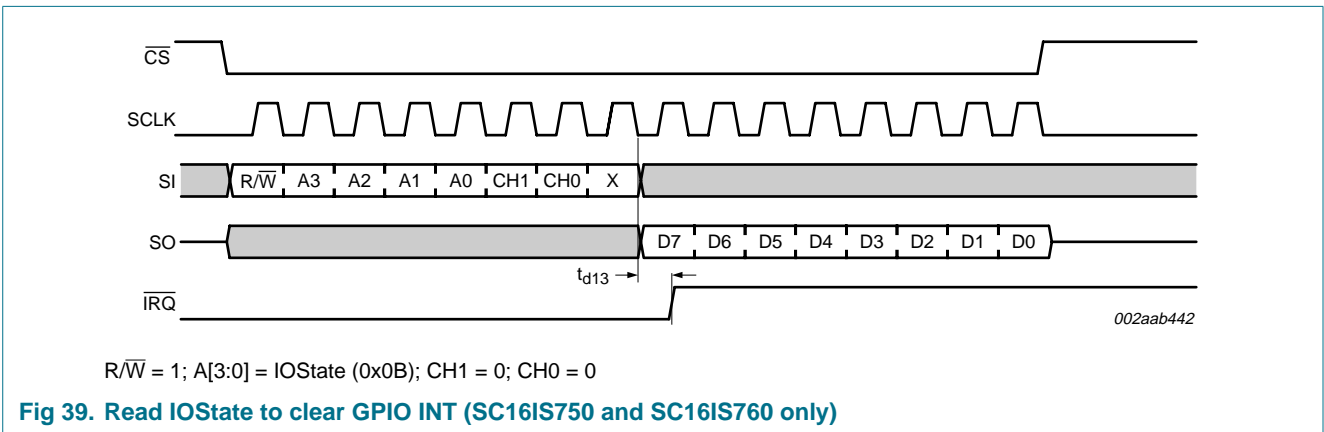 C̅S̅
SCLK
SI R/W̅ A3 A2 A1 A0 CH1 CH0 X
SO D7 D6 D5 D4 D3 D2 D1 D0
td13
I̅R̅Q̅
002aab442
R/W̅ = 1; A[3:0] = IOState (0x0B); CH1 = 0; CH0 = 0
Fig 39. Read IOState to clear GPIO INT (SC16IS750 and SC16IS760 only)